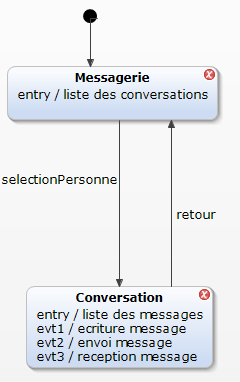 Messagerie
entry / liste des conversations
selectionPersonne
retour
Conversation
entry / liste des messages
evt1 / ecriture message
evt2 / envoi message
evt3 / reception message